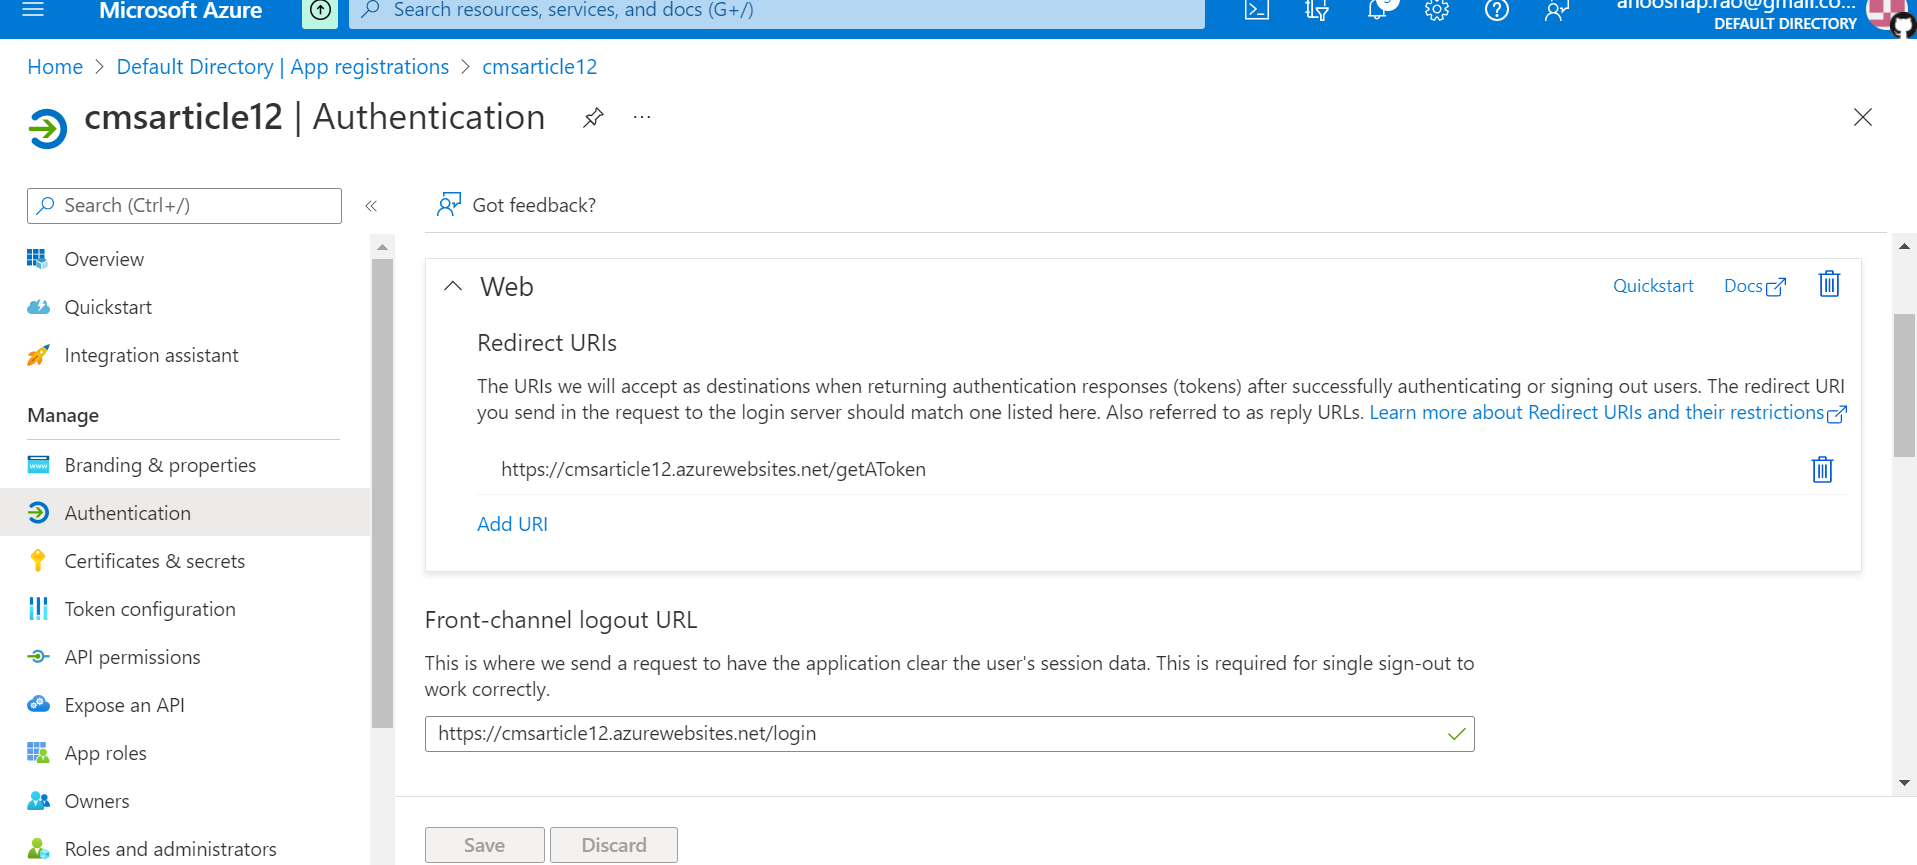 Microsoft Azure
Search resources, services, and docs (G+/)
DEFAULT DIRECTORY
Home > Default Directory | App registrations > cmsarticle12
cmsarticle12 | Authentication
Search (Ctrl+/)
Got feedback?
Overview
Quickstart
Integration assistant
Manage
Branding & properties
Authentication
Certificates & secrets
Token configuration
API permissions
Expose an API
App roles
Owners
Roles and administrators
Web
Quickstart Docs
Redirect URIs
The URIs we will accept as destinations when returning authentication responses (tokens) after successfully authenticating or signing out users. The redirect URI
you send in the request to the login server should match one listed here. Also referred to as reply URLs. Learn more about Redirect URIs and their restrictions
https://cmsarticle12.azurewebsites.net/getAToken
Add URI
Front-channel logout URL
This is where we send a request to have the application clear the user's session data. This is required for single sign-out to
work correctly.
https://cmsarticle12.azurewebsites.net/login
Save Discard